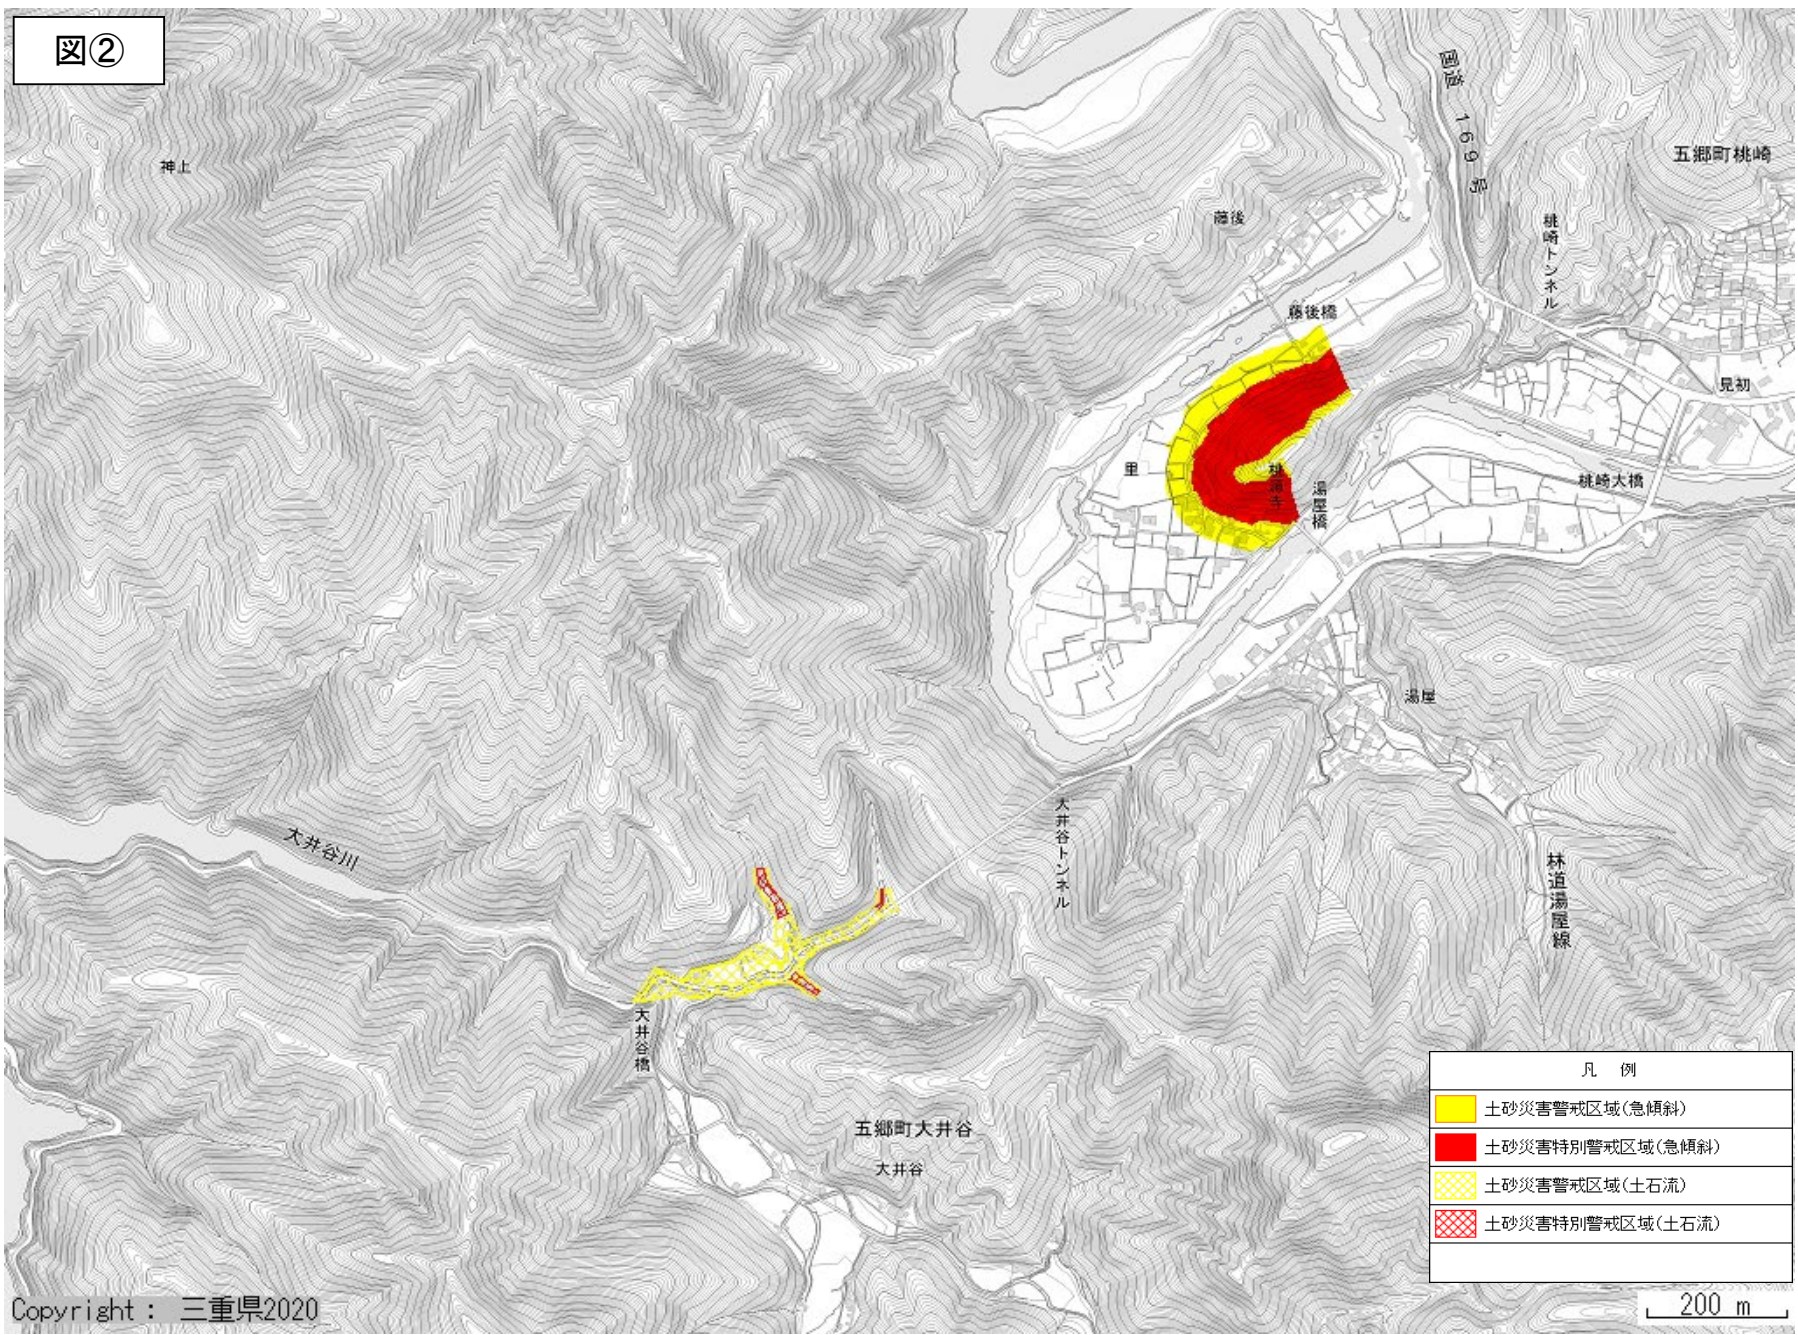 図②
国道 169号
五郷町桃崎
神上
藤後
桃崎トンネル
藤後橋
見初
里
桃崎大橋
湯屋橋
湯屋
大井谷川
大井谷トンネル
林道湯屋線
大井谷橋
五郷町大井谷
大井谷
凡 例
土砂災害警戒区域(急傾斜)
土砂災害特別警戒区域(急傾斜)
土砂災害警戒区域(土石流)
土砂災害特別警戒区域(土石流)
Copyright : 三重県2020
200 m